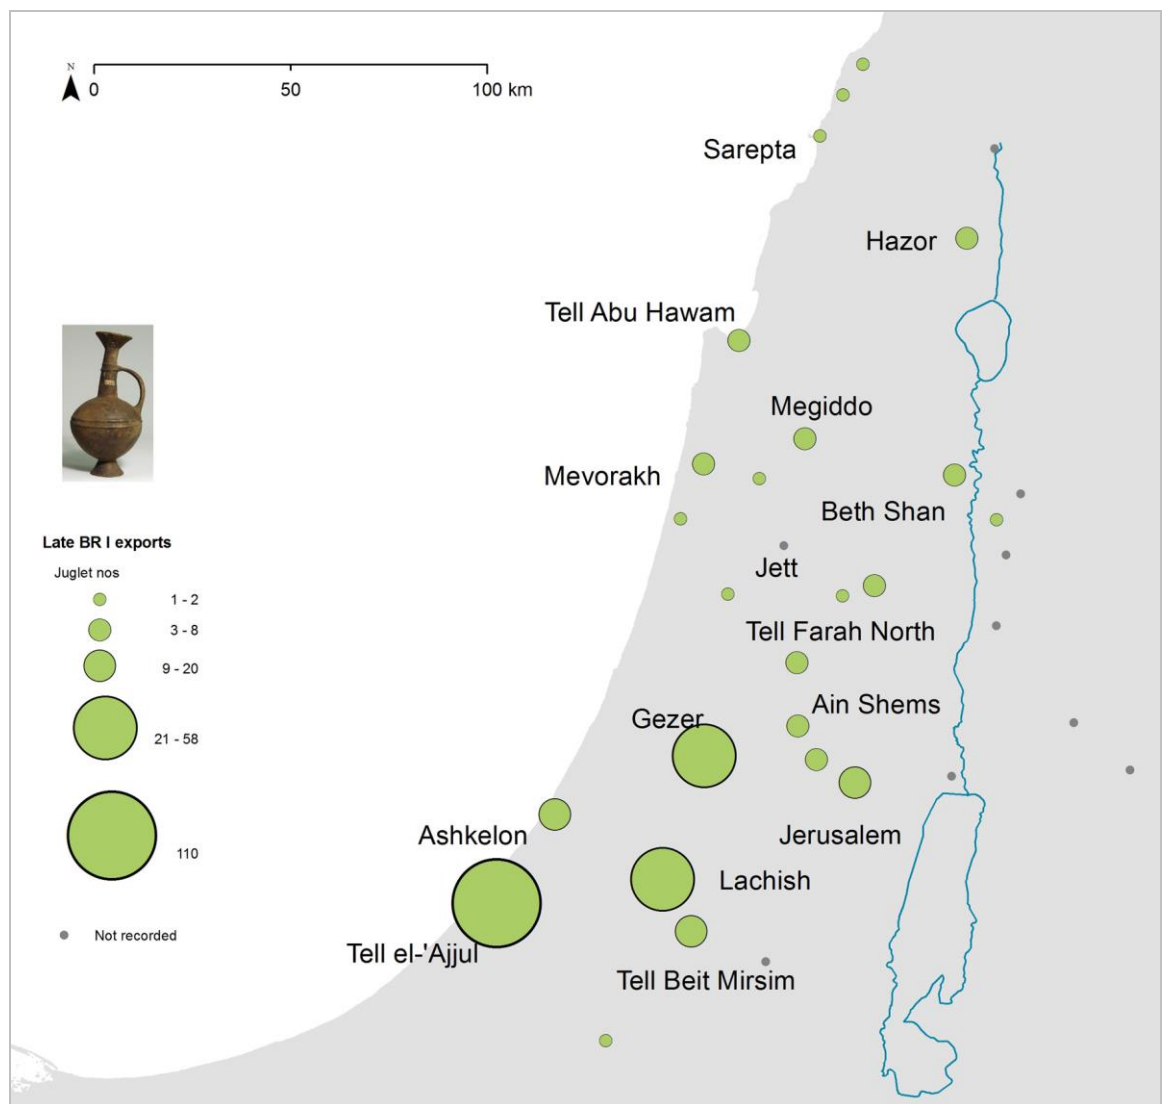 N
0 50 100 km
Sarepta
Hazor
Tell Abu Hawam
Megiddo
Mevorakh
Beth Shan
Jett
Tell Farah North
Ain Shems
Gezer
Ashkelon
Jerusalem
Lachish
Tell el-'Ajjul
Tell Beit Mirsim
Late BR I exports
Juglet nos
1 - 2
3 - 8
9 - 20
21 - 58
110
Not recorded